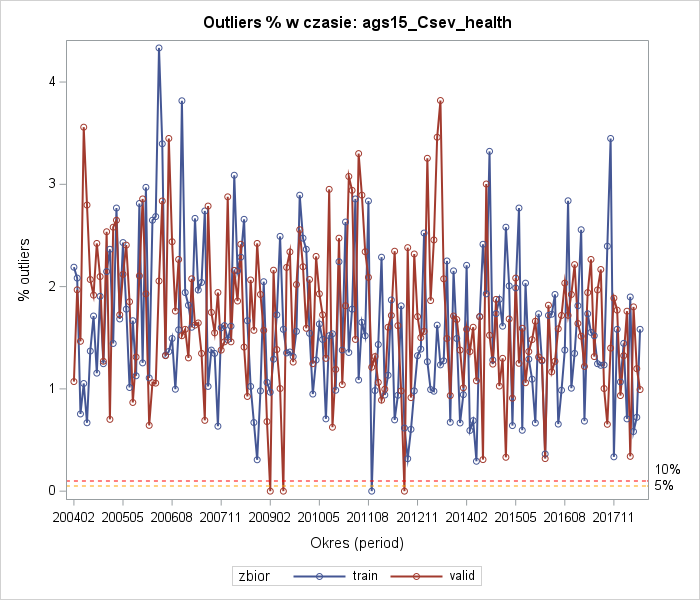 Outliers % w czasie: ags15_Csev_health
% outliers
4
3
2
1
0
10%
5%
200402 200505 200608 200711 200902 201005 201108 201211 201402 201505 201608 201711
Okres (period)
zbior train valid